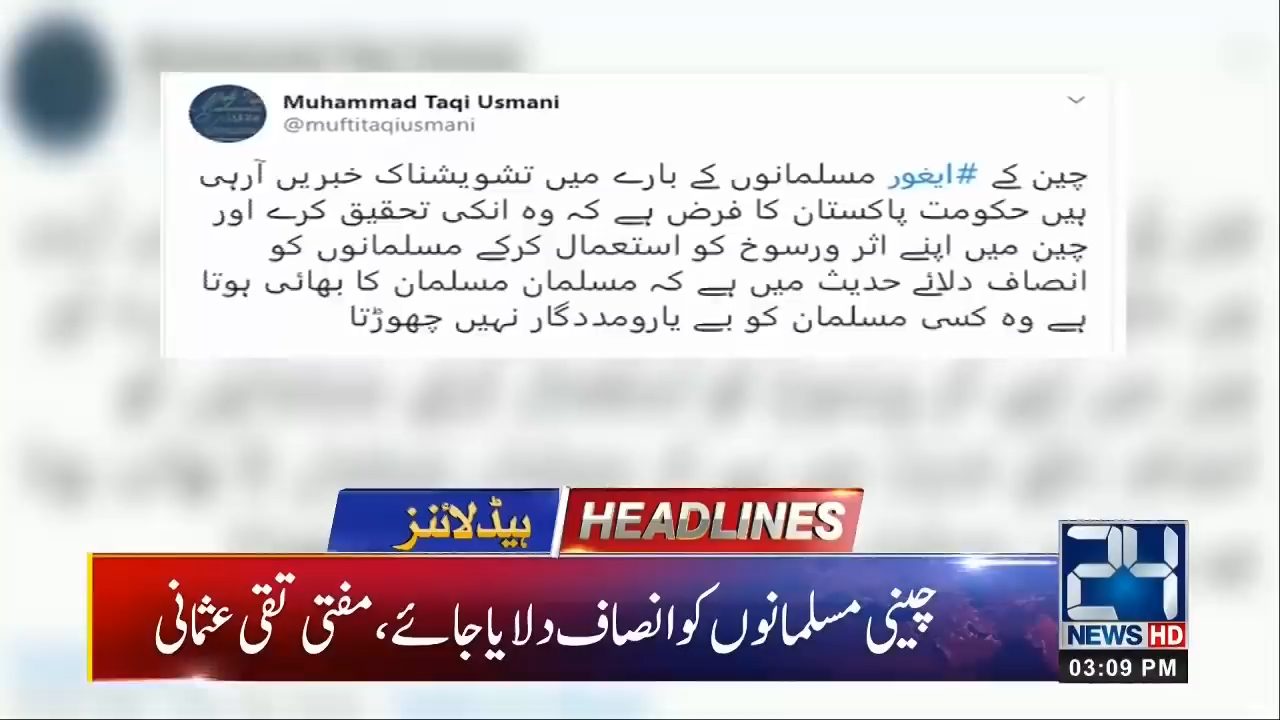 Muhammad Taqi Usmani
@muftitaqiusmani
چین کے #ایغور مسلمانوں کے بارے میں تشویشناک خبریں آرہی
ہیں حکومت پاکستان کا فرض ہے کہ وہ انکی تحقیق کرے اور
چین میں اپنے اثر ورسوخ کو استعمال کرکے مسلمانوں کو
انصاف دلائے حدیث میں ہے کہ مسلمان مسلمان کا بھائی ہوتا
ہے وہ کسی مسلمان کو بے یارومددگار نہیں چھوڑتا
ہیڈلائنز HEADLINES
چینی مسلمانوں کو انصاف دلایا جائے، مفتی تقی عثمانی
24
NEWS HD
03:09 PM